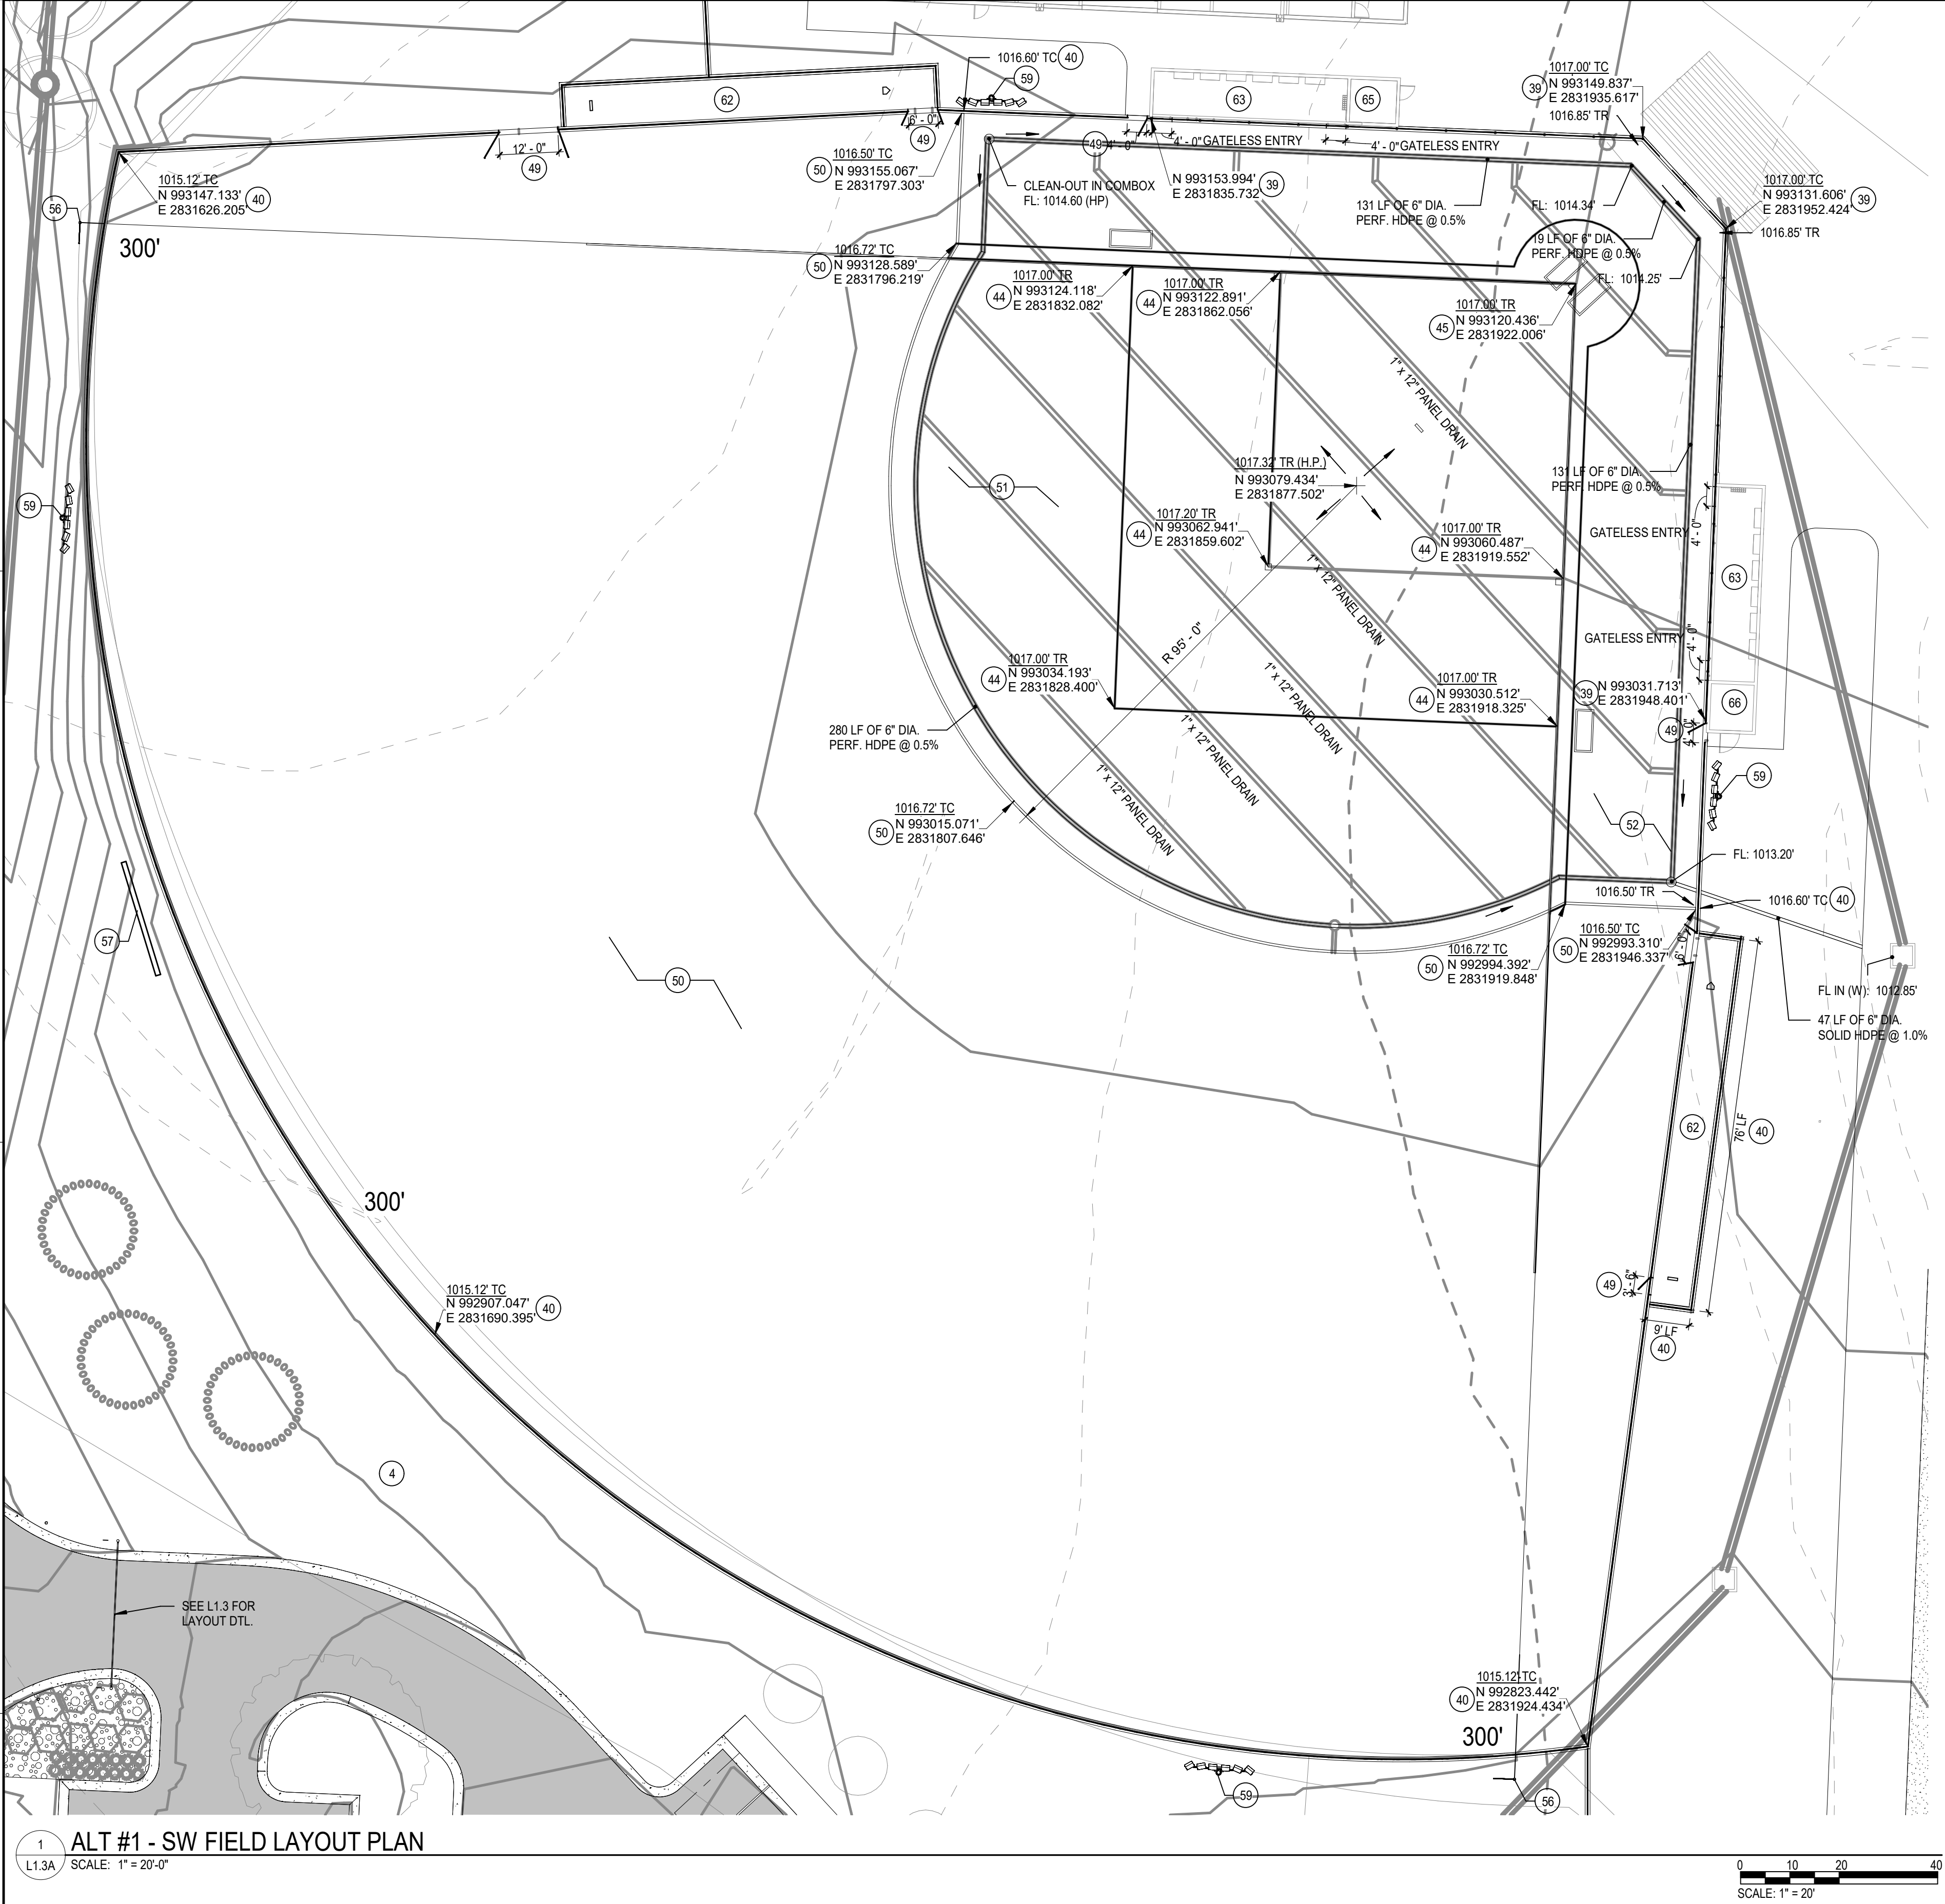 1016.60' TC
40
59
62
63
65
39
1017.00' TC
N 993149.837'
E 2831935.617'
1016.85' TR
12' - 0"
49
6' - 0"
49
50
1016.50' TC
N 993155.067'
E 2831797.303'
49
4' - 0"
4' - 0"
GATELESS ENTRY
4' - 0"
GATELESS ENTRY
1015.12' TC
N 993147.133'
E 2831626.205'
40
56
300'
CLEAN-OUT IN COMBOX
FL: 1014.60 (HP)
N 993153.994'
E 2831835.732'
39
131 LF OF 6" DIA.
PERF. HDPE @ 0.5%
FL: 1014.34'
1017.00' TC
N 993131.606'
E 2831952.424'
39
1016.85' TR
19 LF OF 6" DIA.
PERF. HDPE @ 0.5%
FL: 1014.25'
50
1016.72' TC
N 993128.589'
E 2831796.219'
44
1017.00' TR
N 993124.118'
E 2831832.082'
44
1017.00' TR
N 993122.891'
E 2831862.056'
45
1017.00' TR
N 993120.436'
E 2831922.006'
1" x 12" PANEL DRAIN
59
51
1017.32' TR (H.P.)
N 993079.434'
E 2831877.502'
131 LF OF 6" DIA.
PERF. HDPE @ 0.5%
44
1017.20' TR
N 993062.941'
E 2831859.602'
44
1017.00' TR
N 993060.487'
E 2831919.552'
GATELESS ENTRY
4' - 0"
63
1" x 12" PANEL DRAIN
GATELESS ENTRY
4' - 0"
R 95' - 0"
44
1017.00' TR
N 993034.193'
E 2831828.400'
1" x 12" PANEL DRAIN
44
1017.00' TR
N 993030.512'
E 2831918.325'
39
N 993031.713'
E 2831948.401'
66
49
4' - 0"
280 LF OF 6" DIA.
PERF. HDPE @ 0.5%
1" x 12" PANEL DRAIN
1" x 12" PANEL DRAIN
59
50
1016.72' TC
N 993015.071'
E 2831807.646'
52
FL: 1013.20'
1016.50' TR
1016.60' TC
40
57
50
50
1016.72' TC
N 992994.392'
E 2831919.848'
50
1016.50' TC
N 992993.310'
E 2831946.337'
6' - 0"
FL IN (W): 1012.85'
47 LF OF 6" DIA.
SOLID HDPE @ 1.0%
62
76' LF
40
300'
49
3' - 6"
9' LF
40
1015.12' TC
N 992907.047'
E 2831690.395'
40
4
SEE L1.3 FOR
LAYOUT DTL.
40
1015.12' TC
N 992823.442'
E 2831924.434'
300'
59
56
1
L1.3A
ALT #1 - SW FIELD LAYOUT PLAN
SCALE: 1" = 20'-0"
0 10 20 40
SCALE: 1" = 20'